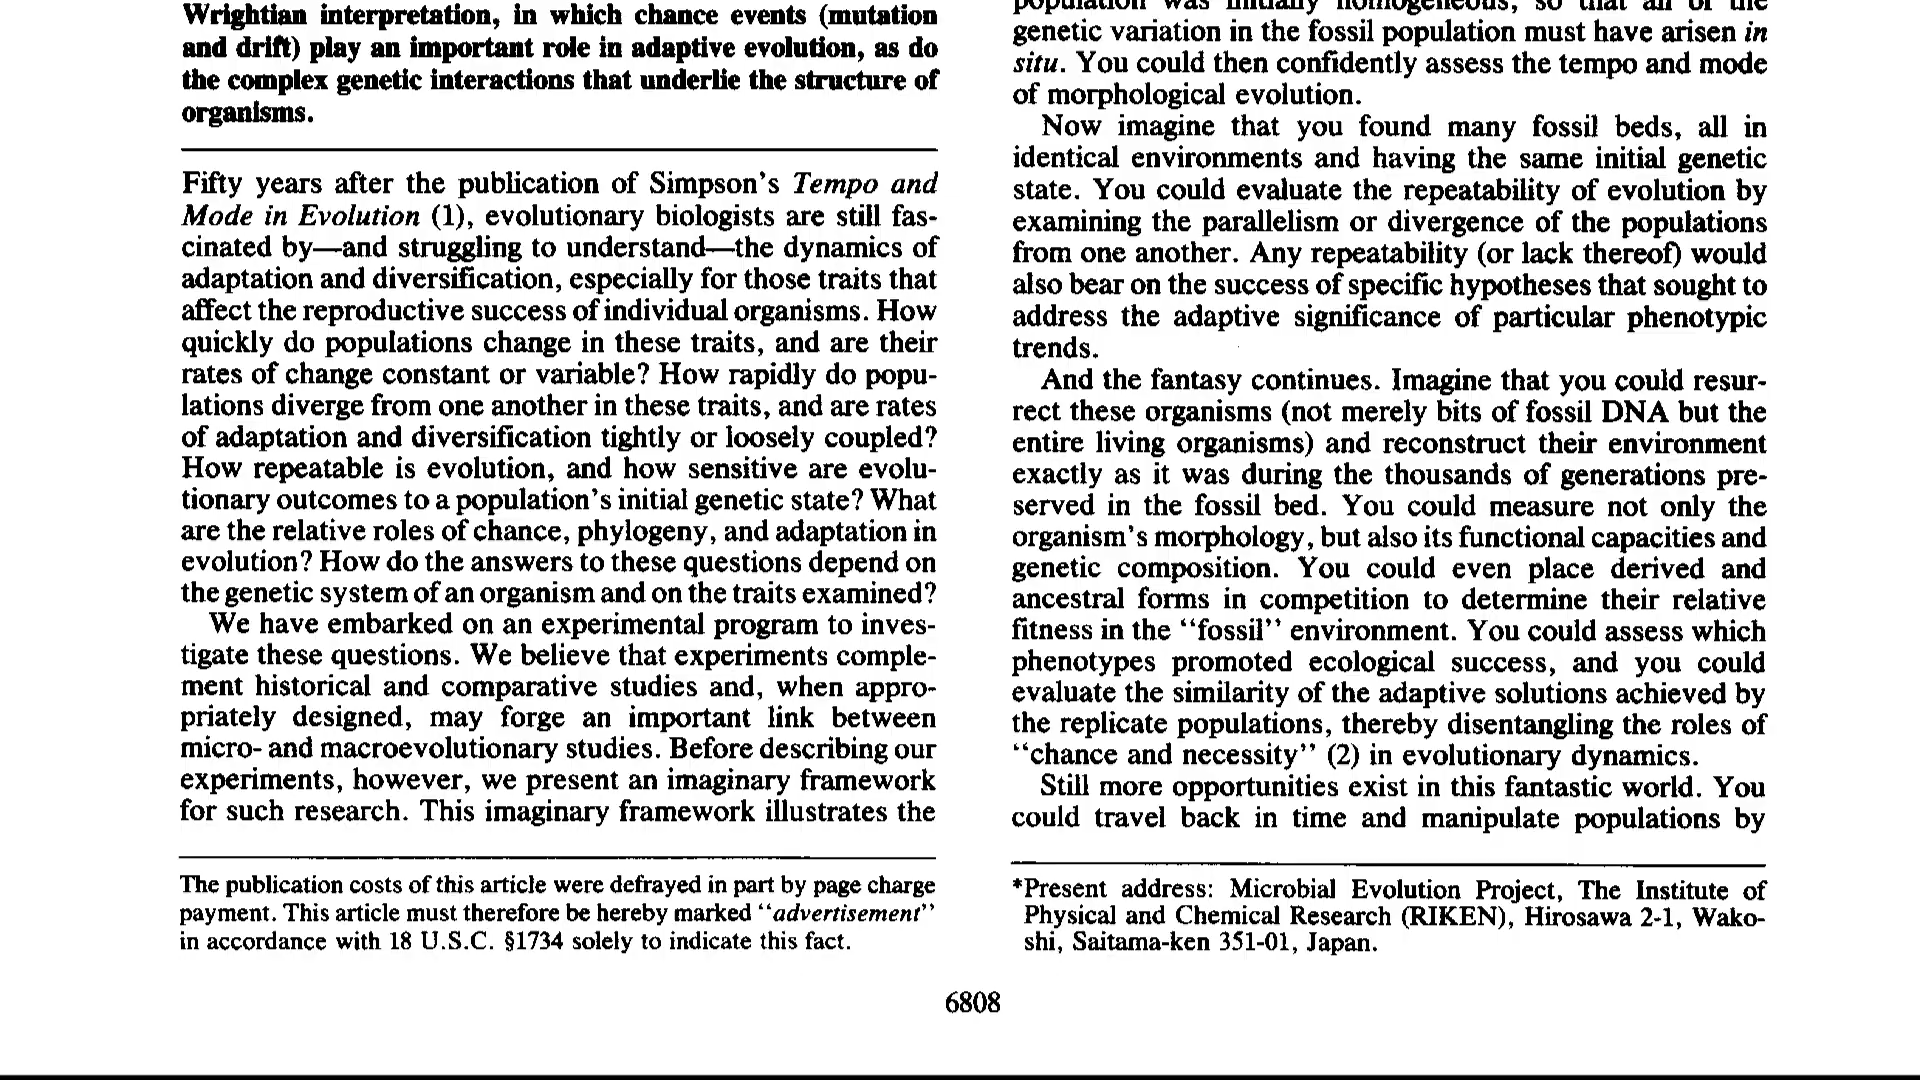 Wrightian interpretation, in which chance events (mutation
and drift) play an important role in adaptive evolution, as do
the complex genetic interactions that underlie the structure of
organisms.
Fifty years after the publication of Simpson's Tempo and
Mode in Evolution (1), evolutionary biologists are still fas-
cinated by—and struggling to understand—the dynamics of
adaptation and diversification, especially for those traits that
affect the reproductive success of individual organisms. How
quickly do populations change in these traits, and are their
rates of change constant or variable? How rapidly do popu-
lations diverge from one another in these traits, and are rates
of adaptation and diversification tightly or loosely coupled?
How repeatable is evolution, and how sensitive are evolu-
tionary outcomes to a population's initial genetic state? What
are the relative roles of chance, phylogeny, and adaptation in
evolution? How do the answers to these questions depend on
the genetic system of an organism and on the traits examined?
We have embarked on an experimental program to inves-
tigate these questions. We believe that experiments comple-
ment historical and comparative studies and, when appro-
priately designed, may forge an important link between
micro- and macroevolutionary studies. Before describing our
experiments, however, we present an imaginary framework
for such research. This imaginary framework illustrates the
The publication costs of this article were defrayed in part by page charge
payment. This article must therefore be hereby marked "advertisement"
in accordance with 18 U.S.C. §1734 solely to indicate this fact.
population was initially homogeneous, so that all of the
genetic variation in the fossil population must have arisen in
situ. You could then confidently assess the tempo and mode
of morphological evolution.
Now imagine that you found many fossil beds, all in
identical environments and having the same initial genetic
state. You could evaluate the repeatability of evolution by
examining the parallelism or divergence of the populations
from one another. Any repeatability (or lack thereof) would
also bear on the success of specific hypotheses that sought to
address the adaptive significance of particular phenotypic
trends.
And the fantasy continues. Imagine that you could resur-
rect these organisms (not merely bits of fossil DNA but the
entire living organisms) and reconstruct their environment
exactly as it was during the thousands of generations pre-
served in the fossil bed. You could measure not only the
organism's morphology, but also its functional capacities and
genetic composition. You could even place derived and
ancestral forms in competition to determine their relative
fitness in the "fossil" environment. You could assess which
phenotypes promoted ecological success, and you could
evaluate the similarity of the adaptive solutions achieved by
the replicate populations, thereby disentangling the roles of
"chance and necessity" (2) in evolutionary dynamics.
Still more opportunities exist in this fantastic world. You
could travel back in time and manipulate populations by
*Present address: Microbial Evolution Project, The Institute of
Physical and Chemical Research (RIKEN), Hirosawa 2-1, Wako-
shi, Saitama-ken 351-01, Japan.
6808